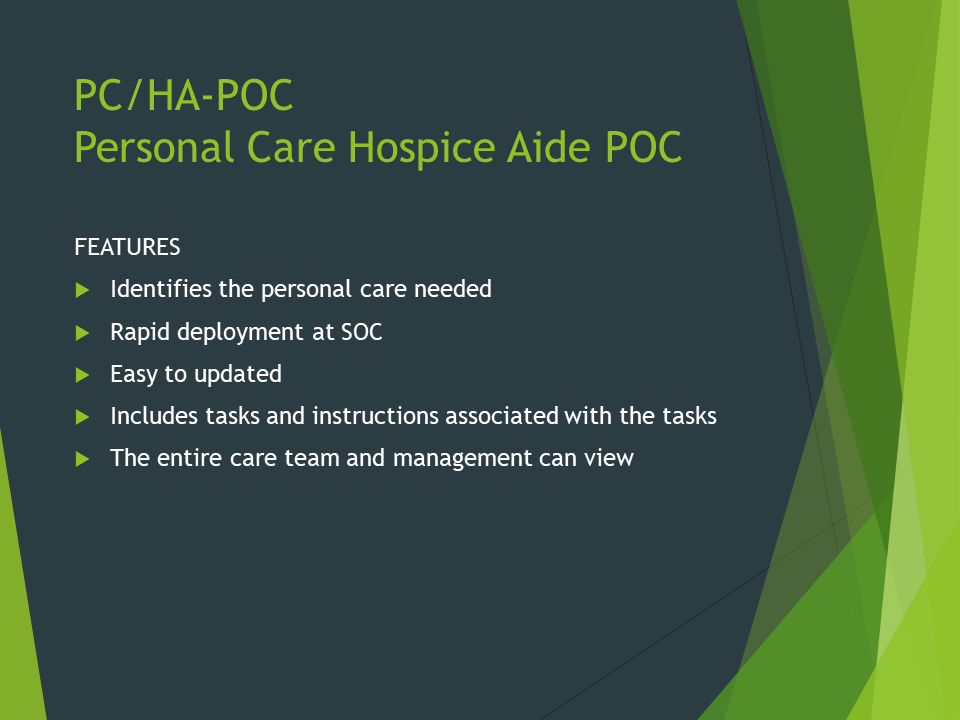 PC/HA-POC
Personal Care Hospice Aide POC
FEATURES
Identifies the personal care needed
Rapid deployment at SOC
Easy to updated
Includes tasks and instructions associated with the tasks
The entire care team and management can view